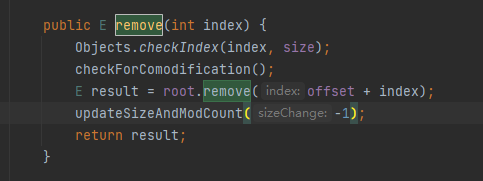 public E remove(int index) {
Objects.checkIndex(index, size);
checkForComodification();
E result = root.remove( index: offset + index);
updateSizeAndModCount( sizeChange: -1);
return result;
}